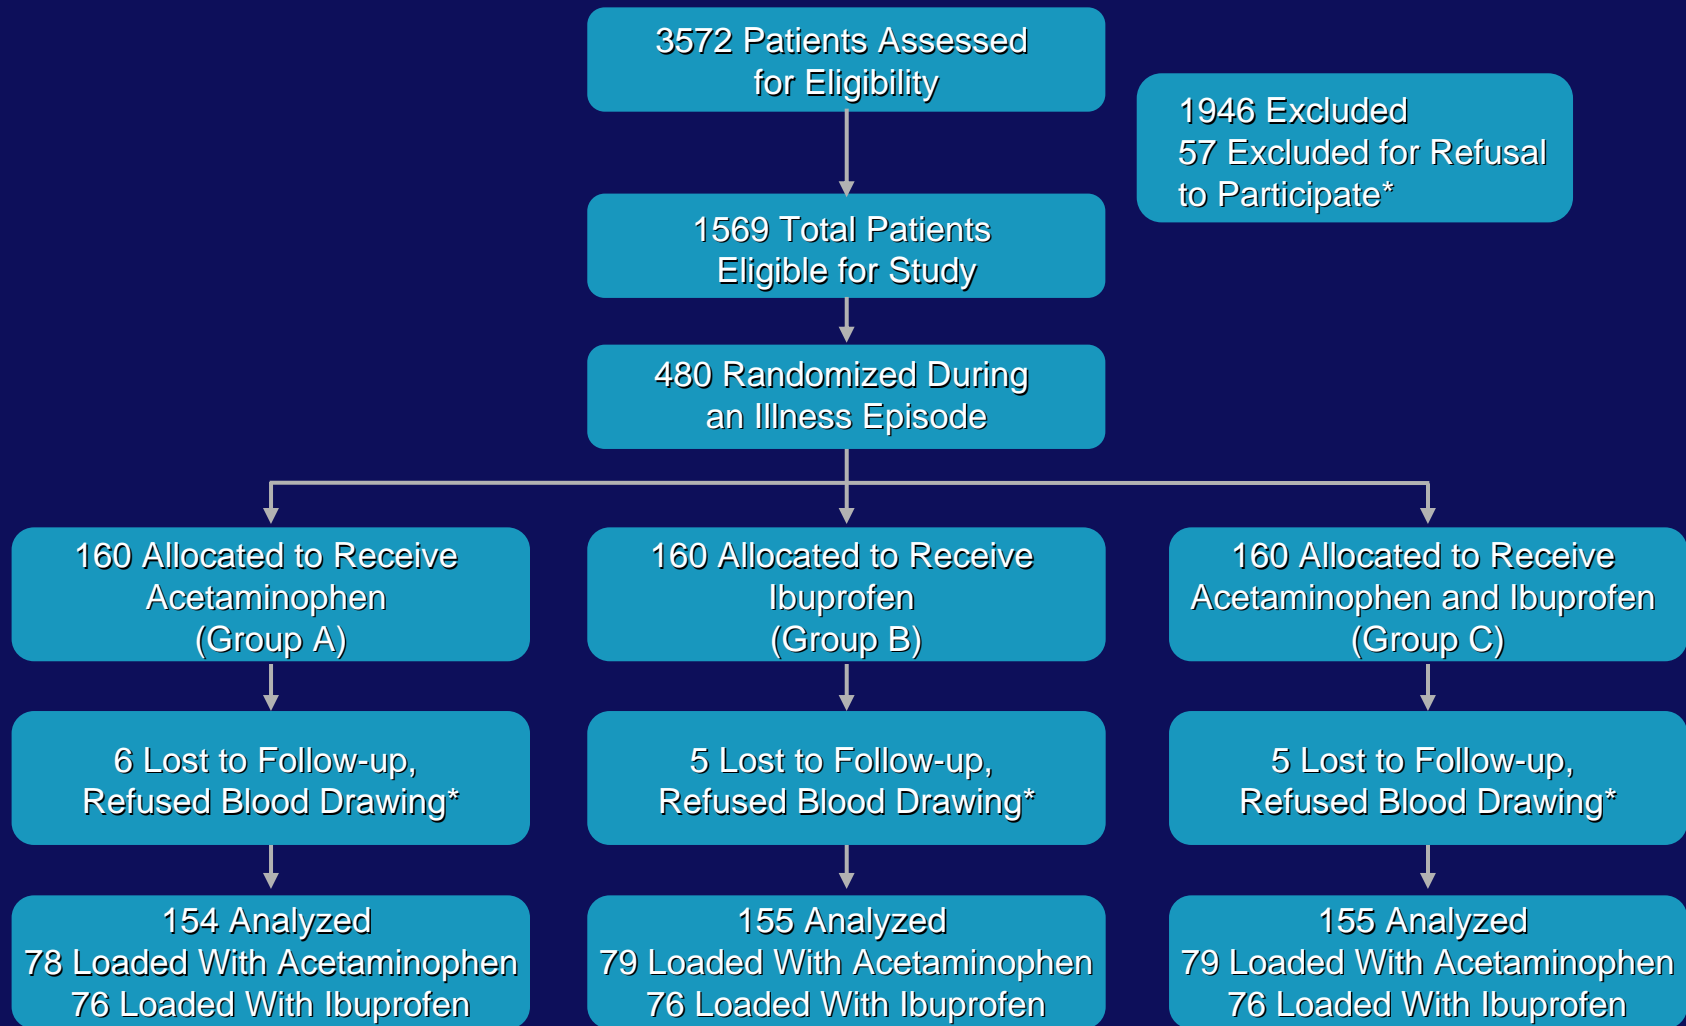 3572 Patients Assessed
for Eligibility
1946 Excluded
57 Excluded for Refusal
to Participate*
1569 Total Patients
Eligible for Study
480 Randomized During
an Illness Episode
160 Allocated to Receive
Acetaminophen
(Group A)
160 Allocated to Receive
Ibuprofen
(Group B)
160 Allocated to Receive
Acetaminophen and Ibuprofen
(Group C)
6 Lost to Follow-up,
Refused Blood Drawing*
5 Lost to Follow-up,
Refused Blood Drawing*
5 Lost to Follow-up,
Refused Blood Drawing*
154 Analyzed
78 Loaded With Acetaminophen
76 Loaded With Ibuprofen
155 Analyzed
79 Loaded With Acetaminophen
76 Loaded With Ibuprofen
155 Analyzed
79 Loaded With Acetaminophen
76 Loaded With Ibuprofen